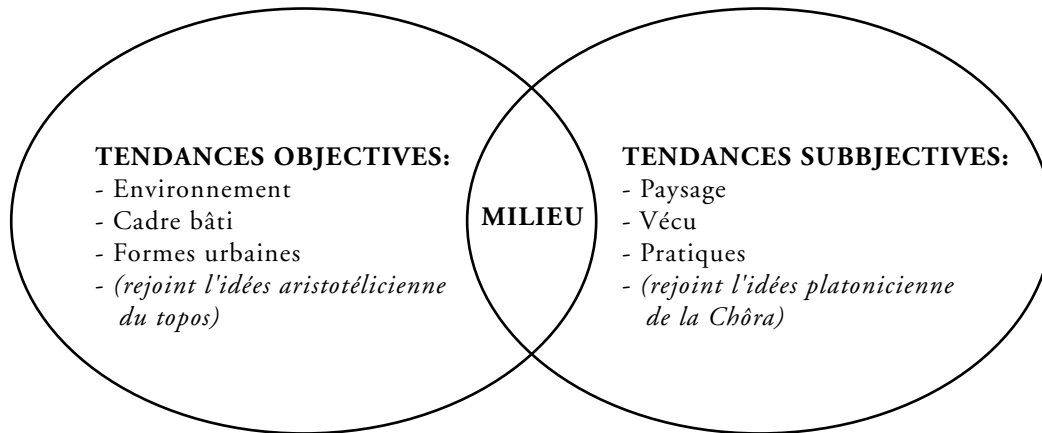 TENDANCES OBJECTIVES:
- Environnement
- Cadre bâti
- Formes urbaines
- (rejoint l'idées aristotélicienne
du topos)
MILIEU
TENDANCES SUBBJECTIVES:
- Paysage
- Vécu
- Pratiques
- (rejoint l'idées platonicienne
de la Chôra)